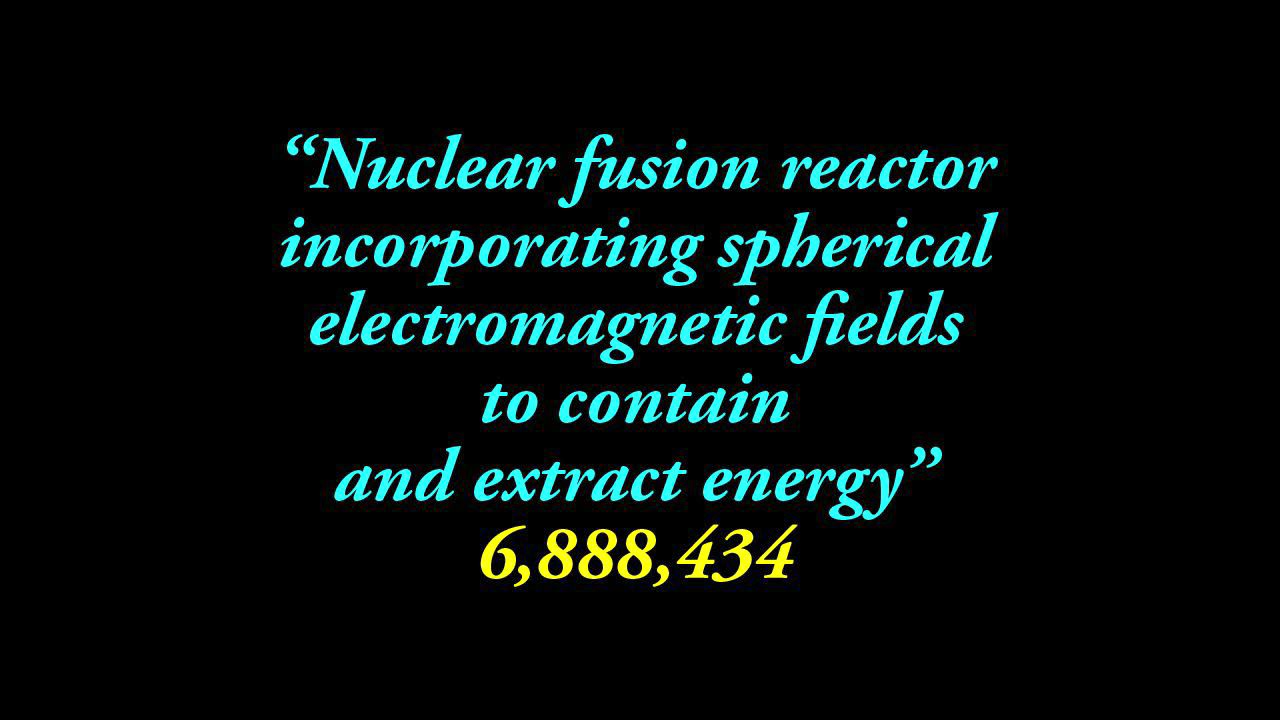 “Nuclear fusion reactor
incorporating spherical
electromagnetic fields
to contain
and extract energy”
6,888,434